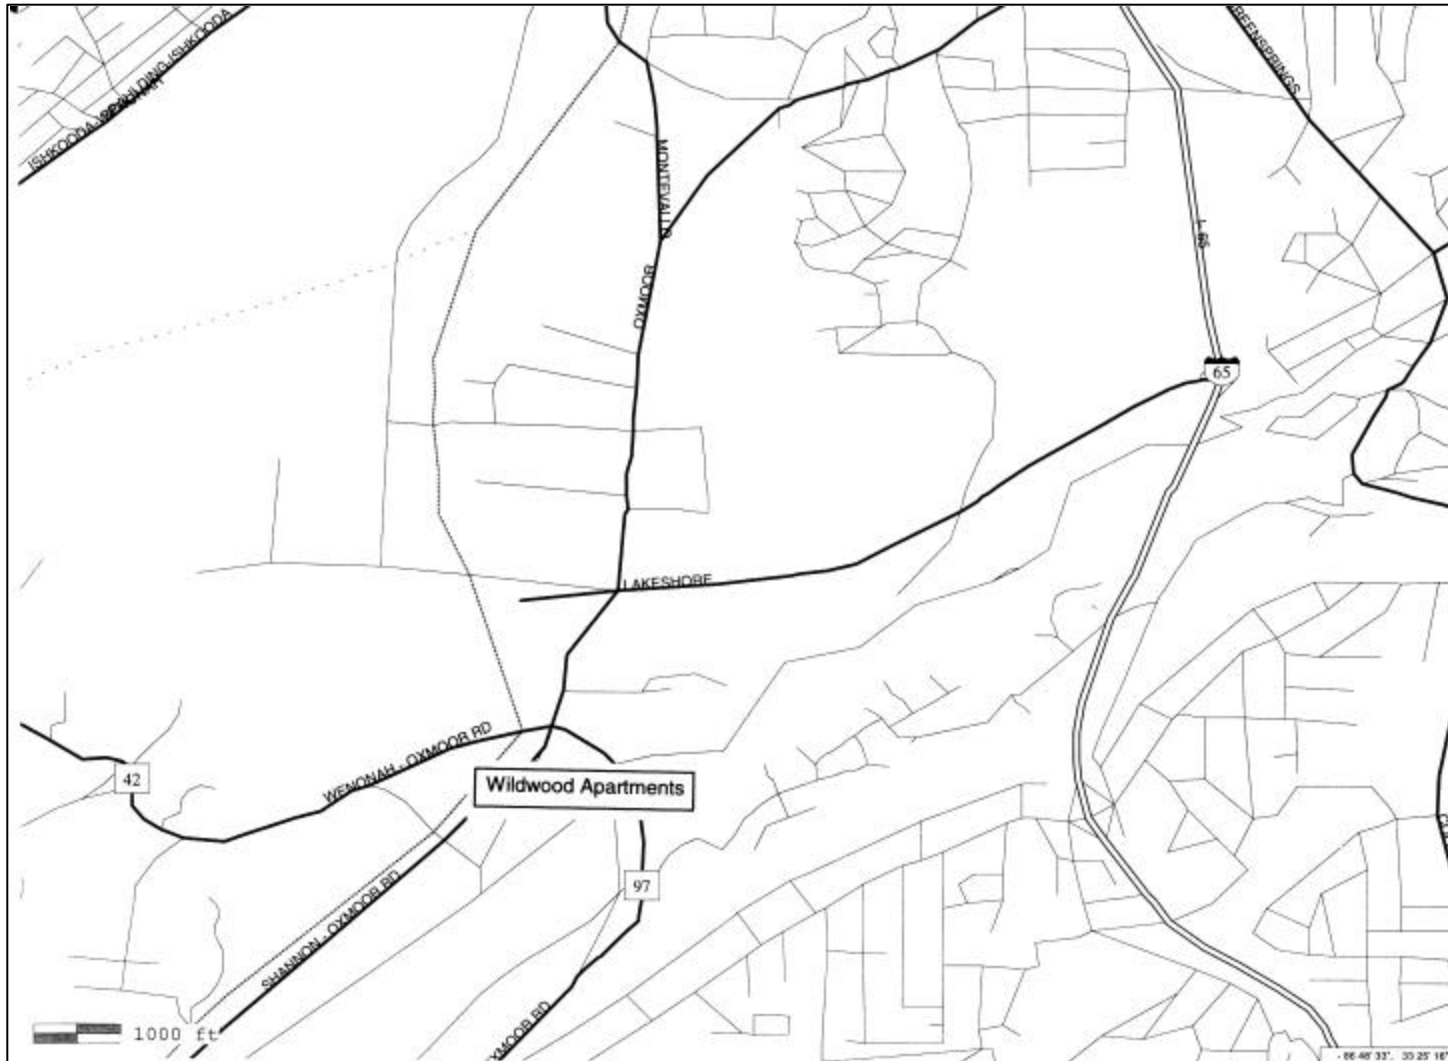 ISHKOODA
GREENSPRINGS
MONTEVALLO
I-65
OXMOOR
65
LAKESHORE
WENONAH - OXMOOR RD
42
Wildwood Apartments
97
SHANNON - OXMOOR RD
OXMOOR RD
1000 ft